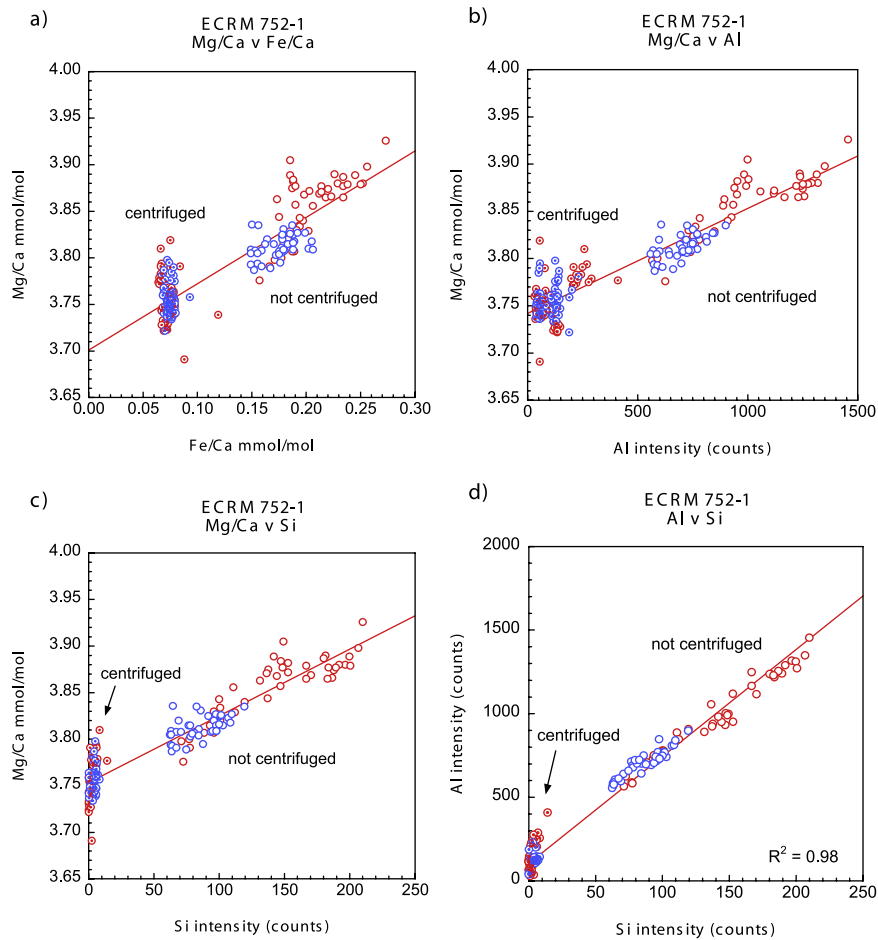 a)
ECRM 752-1
Mg/Ca v Fe/Ca
4.00
3.95
3.90
3.85
3.80
3.75
3.70
3.65
Mg/Ca mmol/mol
centrifuged
not centrifuged
0.00
0.05
0.10
0.15
0.20
0.25
0.30
Fe/Ca mmol/mol
b)
ECRM 752-1
Mg/Ca v Al
4.00
3.95
3.90
3.85
3.80
3.75
3.70
3.65
Mg/Ca mmol/mol
centrifuged
not centrifuged
0
500
1000
1500
Al intensity (counts)
c)
ECRM 752-1
Mg/Ca v Si
4.00
3.95
3.90
3.85
3.80
3.75
3.70
3.65
Mg/Ca mmol/mol
centrifuged
not centrifuged
0
50
100
150
200
250
Si intensity (counts)
d)
ECRM 752-1
Al v Si
2000
1500
1000
500
0
Al intensity (counts)
not centrifuged
centrifuged
R2 = 0.98
0
50
100
150
200
250
Si intensity (counts)